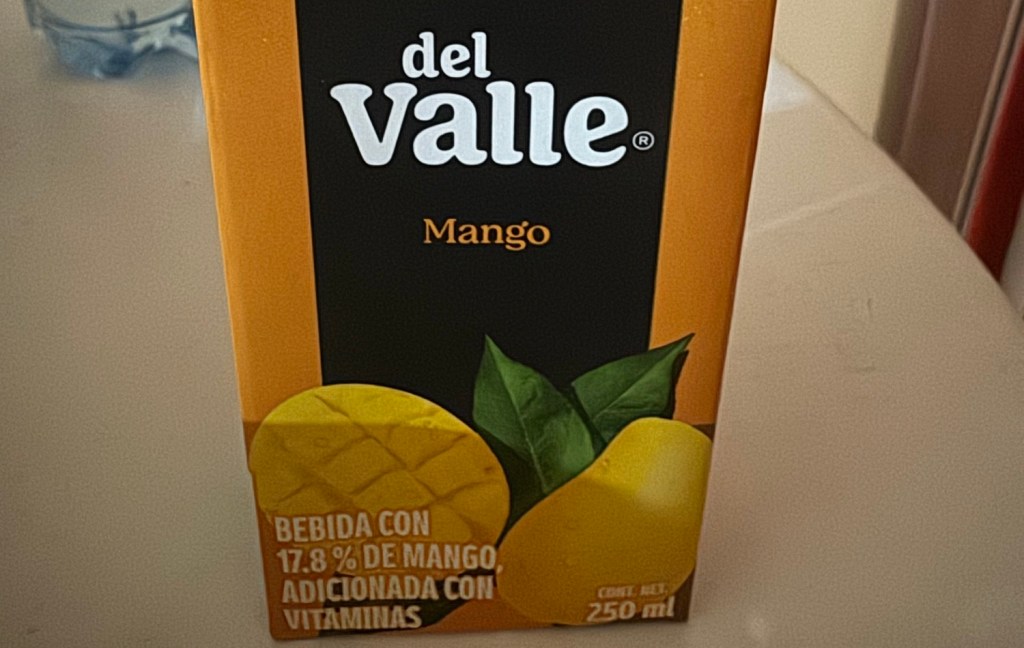 del
Valle®
Mango
BEBIDA CON
17.8 % DE MANGO,
ADICIONADA CON
VITAMINAS
CONT. NET.
250 ml